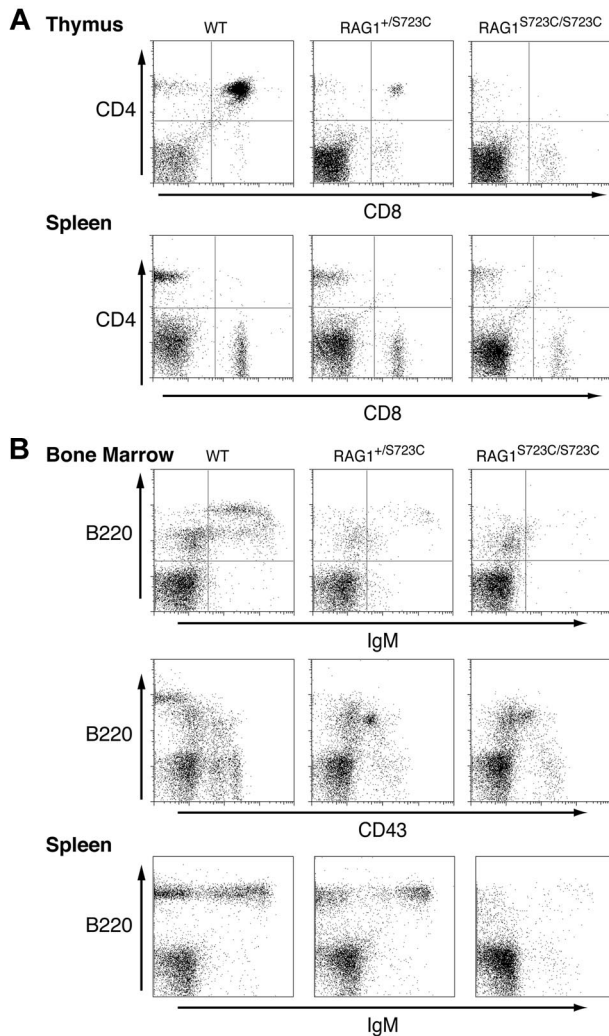 A Thymus
WT RAG1+/S723C RAG1S723C/S723C
CD4
CD8
Spleen
CD4
CD8
B Bone Marrow
WT RAG1+/S723C RAG1S723C/S723C
B220
IgM
B220
CD43
Spleen
B220
IgM